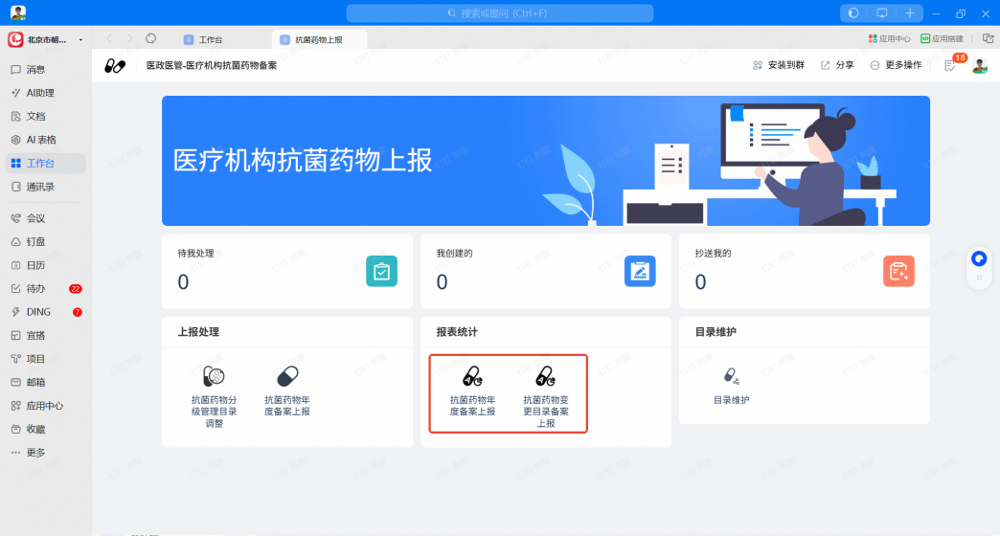 搜索或提问 (Ctrl+F)
北京市朝...
工作台
抗菌药物上报
应用中心
应用搭建
医政医管-医疗机构抗菌药物备案
安装到群
分享
更多操作
18
消息
AI助理
文档
AI 表格
工作台
通讯录
会议
钉盘
日历
待办
22
DING
7
宜搭
项目
邮箱
应用中心
收藏
更多
医疗机构抗菌药物上报
待我处理
0
我创建的
0
抄送我的
0
上报处理
抗菌药物分
级管理目录
调整
抗菌药物年
度备案上报
报表统计
抗菌药物年
度备案上报
抗菌药物变
更目录备案
上报
目录维护
目录维护